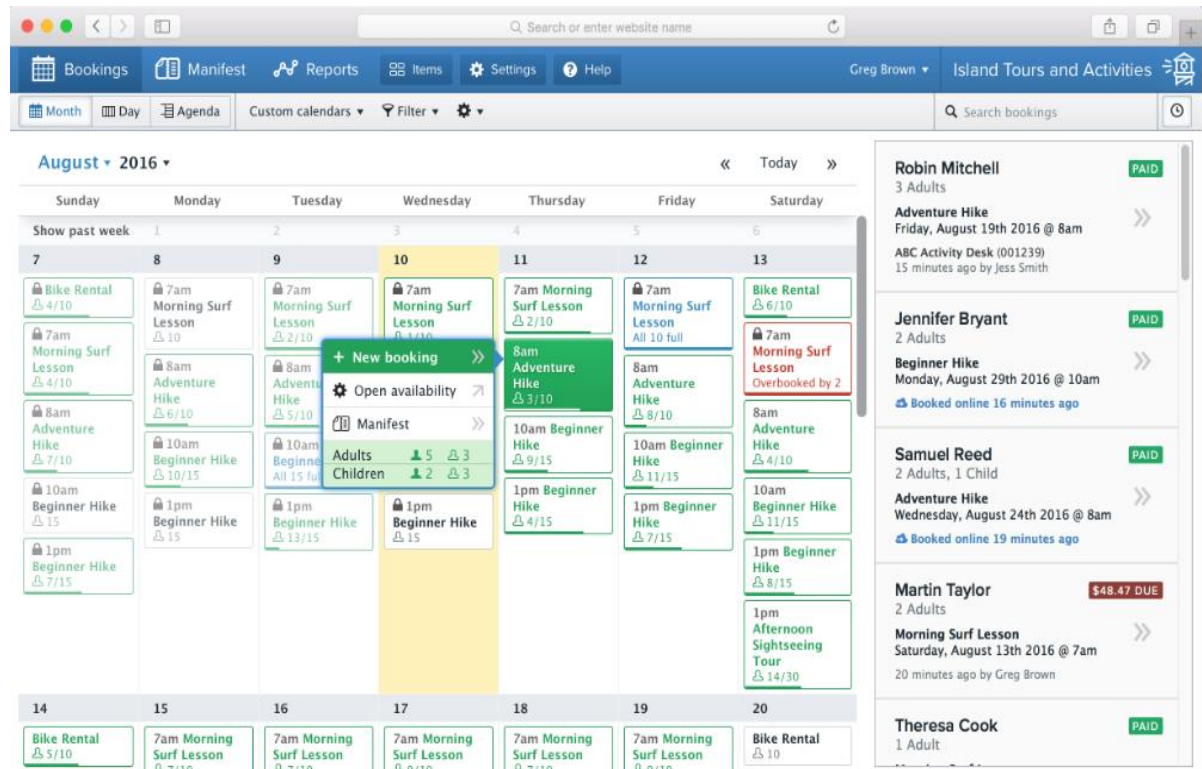 Search or enter website name
Bookings
Manifest
Reports
Items
Settings
Help
Greg Brown
Island Tours and Activities
Month
Day
Agenda
Custom calendars
Filter
Search bookings
August 2016
« Today »
Sunday Monday Tuesday Wednesday Thursday Friday Saturday
Show past week 1 2 3 4 5 6
7 8 9 10 11 12 13
Bike Rental
4/10
7am
Morning Surf
Lesson
4/10
8am
Adventure
Hike
7/10
10am
Beginner Hike
15
1pm
Beginner Hike
7/15
7am
Morning Surf
Lesson
10
8am
Adventure
Hike
6/10
10am
Beginner Hike
10/15
1pm
Beginner Hike
15
7am
Morning Surf
Lesson
2/10
8am
Hike
5/10
10am
1pm
Beginner Hike
13/15
7am
Morning Surf
Lesson
1pm
Beginner Hike
15
+ New booking
Open availability
Manifest
Adults 5 3
Children 2 3
7am Morning
Surf Lesson
2/10
8am
Adventure
Hike
3/10
10am Beginner
Hike
9/15
1pm Beginner
Hike
4/15
7am
Morning Surf
Lesson
All 10 full
8am
Adventure
Hike
8/10
10am Beginner
Hike
11/15
1pm Beginner
Hike
7/15
Bike Rental
6/10
7am
Morning Surf
Lesson
Overbooked by 2
8am
Adventure
Hike
4/10
10am
Beginner Hike
11/15
1pm Beginner
Hike
8/15
1pm
Afternoon
Sightseeing
Tour
14/30
14 15 16 17 18 19 20
Bike Rental
5/10
7am Morning
Surf Lesson
7am Morning
Surf Lesson
7am Morning
Surf Lesson
7am Morning
Surf Lesson
7am Morning
Surf Lesson
Bike Rental
10
Robin Mitchell PAID
3 Adults
Adventure Hike
Friday, August 19th 2016 @ 8am
ABC Activity Desk (001239)
15 minutes ago by Jess Smith
Jennifer Bryant PAID
2 Adults
Beginner Hike
Monday, August 29th 2016 @ 10am
Booked online 16 minutes ago
Samuel Reed PAID
2 Adults, 1 Child
Adventure Hike
Wednesday, August 24th 2016 @ 8am
Booked online 19 minutes ago
Martin Taylor $48.47 DUE
2 Adults
Morning Surf Lesson
Saturday, August 13th 2016 @ 7am
20 minutes ago by Greg Brown
Theresa Cook PAID
1 Adult